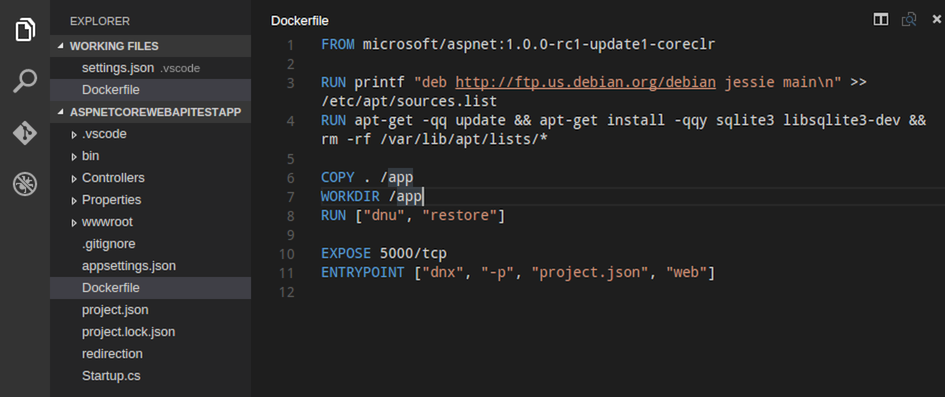 EXPLORER
WORKING FILES
settings.json .vscode
Dockerfile
ASPNETCOREWEBAPITESTAPP
.vscode
bin
Controllers
Properties
wwwroot
.gitignore
appsettings.json
Dockerfile
project.json
project.lock.json
redirection
Startup.cs
Dockerfile
1 FROM microsoft/aspnet:1.0.0-rc1-update1-coreclr
2
3 RUN printf "deb http://ftp.us.debian.org/debian jessie main\n" >>
/etc/apt/sources.list
4 RUN apt-get -qq update && apt-get install -qqy sqlite3 libsqlite3-dev &&
rm -rf /var/lib/apt/lists/*
5
6 COPY . /app
7 WORKDIR /app
8 RUN ["dnu", "restore"]
9
10 EXPOSE 5000/tcp
11 ENTRYPOINT ["dnx", "-p", "project.json", "web"]
12